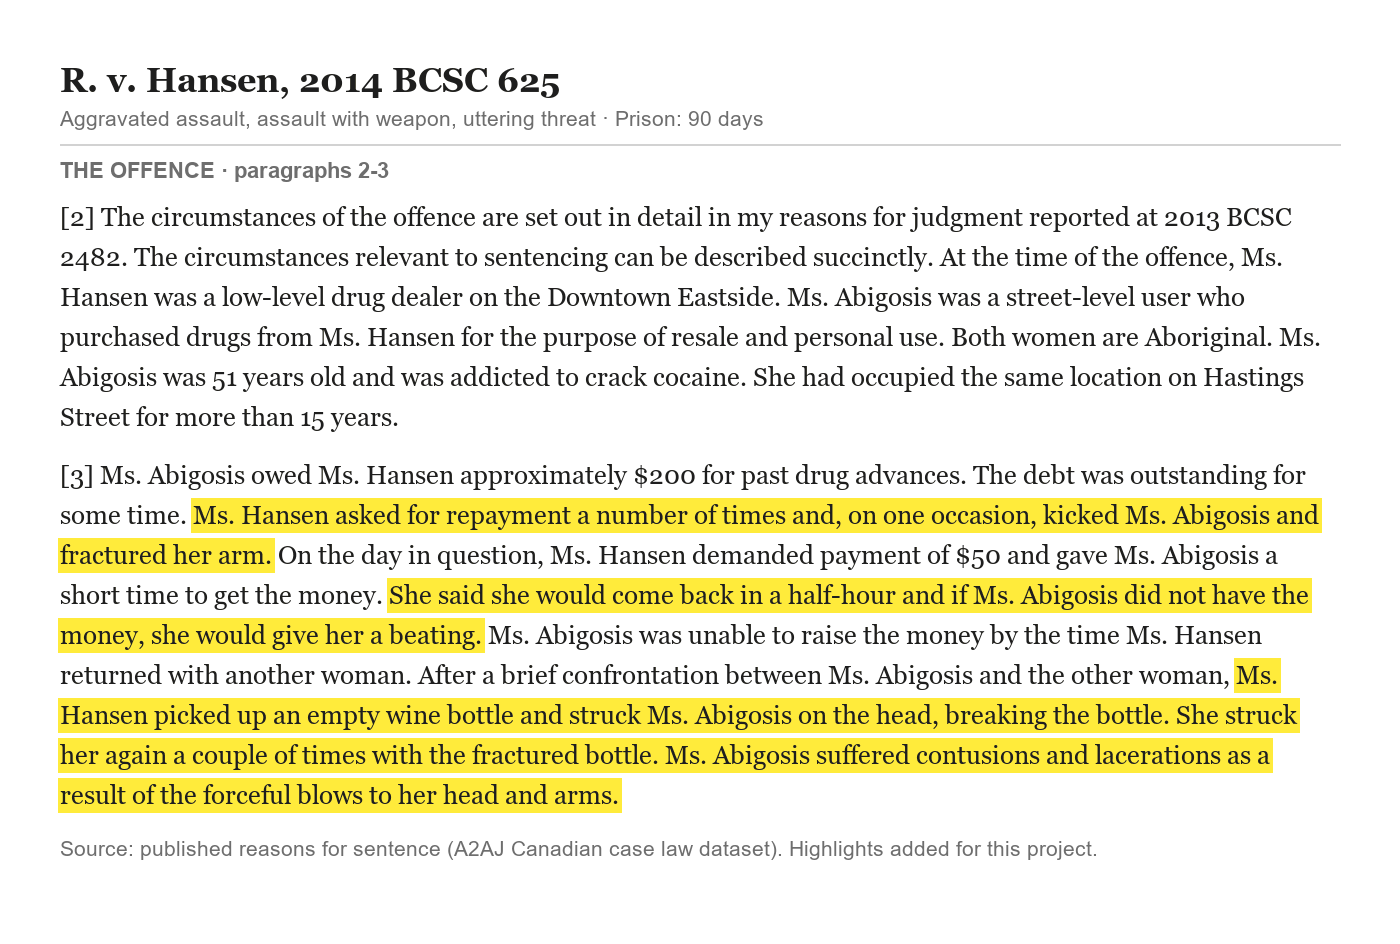 R. v. Hansen, 2014 BCSC 625
Aggravated assault, assault with weapon, uttering threat · Prison: 90 days
THE OFFENCE · paragraphs 2-3
[2] The circumstances of the offence are set out in detail in my reasons for judgment reported at 2013 BCSC
2482. The circumstances relevant to sentencing can be described succinctly. At the time of the offence, Ms.
Hansen was a low-level drug dealer on the Downtown Eastside. Ms. Abigosis was a street-level user who
purchased drugs from Ms. Hansen for the purpose of resale and personal use. Both women are Aboriginal. Ms.
Abigosis was 51 years old and was addicted to crack cocaine. She had occupied the same location on Hastings
Street for more than 15 years.
[3] Ms. Abigosis owed Ms. Hansen approximately $200 for past drug advances. The debt was outstanding for
some time. Ms. Hansen asked for repayment a number of times and, on one occasion, kicked Ms. Abigosis and
fractured her arm. On the day in question, Ms. Hansen demanded payment of $50 and gave Ms. Abigosis a
short time to get the money. She said she would come back in a half-hour and if Ms. Abigosis did not have the
money, she would give her a beating. Ms. Abigosis was unable to raise the money by the time Ms. Hansen
returned with another woman. After a brief confrontation between Ms. Abigosis and the other woman, Ms.
Hansen picked up an empty wine bottle and struck Ms. Abigosis on the head, breaking the bottle. She struck
her again a couple of times with the fractured bottle. Ms. Abigosis suffered contusions and lacerations as a
result of the forceful blows to her head and arms.
Source: published reasons for sentence (A2AJ Canadian case law dataset). Highlights added for this project.